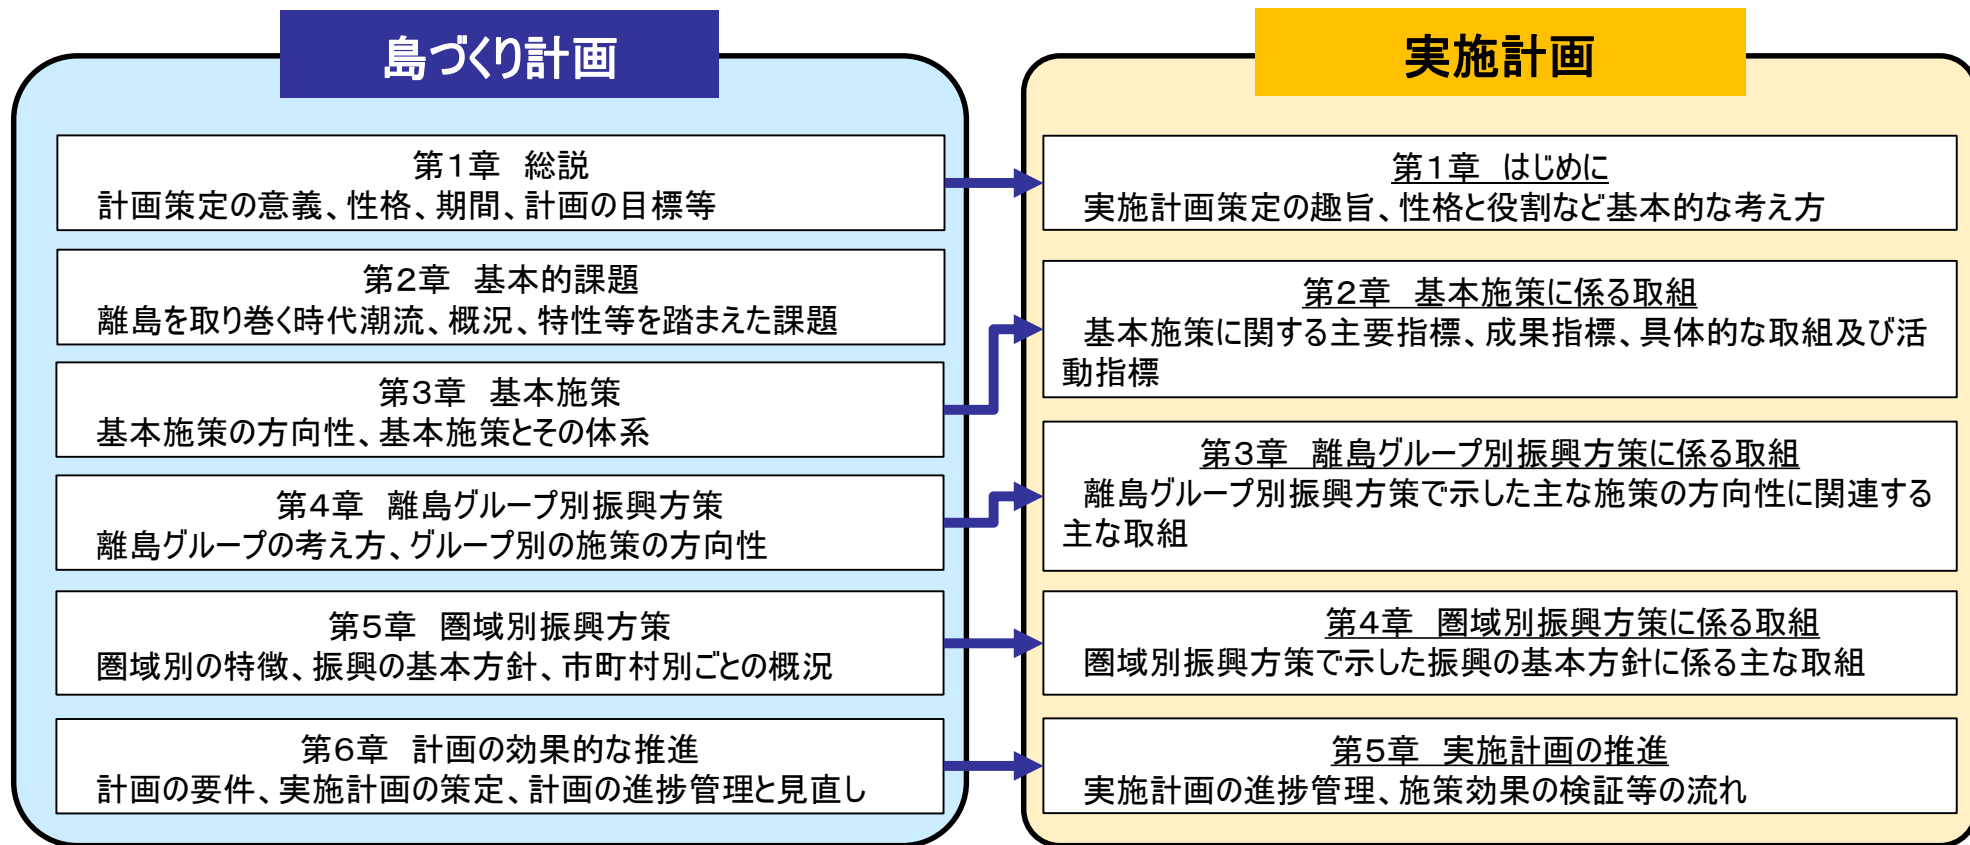 島づくり計画
第1章　総説
計画策定の意義、性格、期間、計画の目標等
第2章　基本的課題
離島を取り巻く時代潮流、概況、特性等を踏まえた課題
第3章　基本施策
基本施策の方向性、基本施策とその体系
第4章　離島グループ別振興方策
離島グループの考え方、グループ別の施策の方向性
第5章　圏域別振興方策
圏域別の特徴、振興の基本方針、市町村別ごとの概況
第6章　計画の効果的な推進
計画の要件、実施計画の策定、計画の進捗管理と見直し
実施計画
第1章　はじめに
実施計画策定の趣旨、性格と役割など基本的な考え方
第2章　基本施策に係る取組
基本施策に関する主要指標、成果指標、具体的な取組及び活
動指標
第3章　離島グループ別振興方策に係る取組
離島グループ別振興方策で示した主な施策の方向性に関連する
主な取組
第4章　圏域別振興方策に係る取組
圏域別振興方策で示した振興の基本方針に係る主な取組
第5章　実施計画の推進
実施計画の進捗管理、施策効果の検証等の流れ